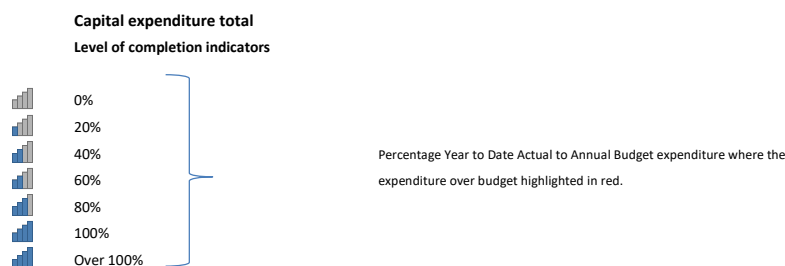 Capital expenditure total
Level of completion indicators
0%
20%
40%
60%
80%
100%
Over 100%
Percentage Year to Date Actual to Annual Budget expenditure where the
expenditure over budget highlighted in red.